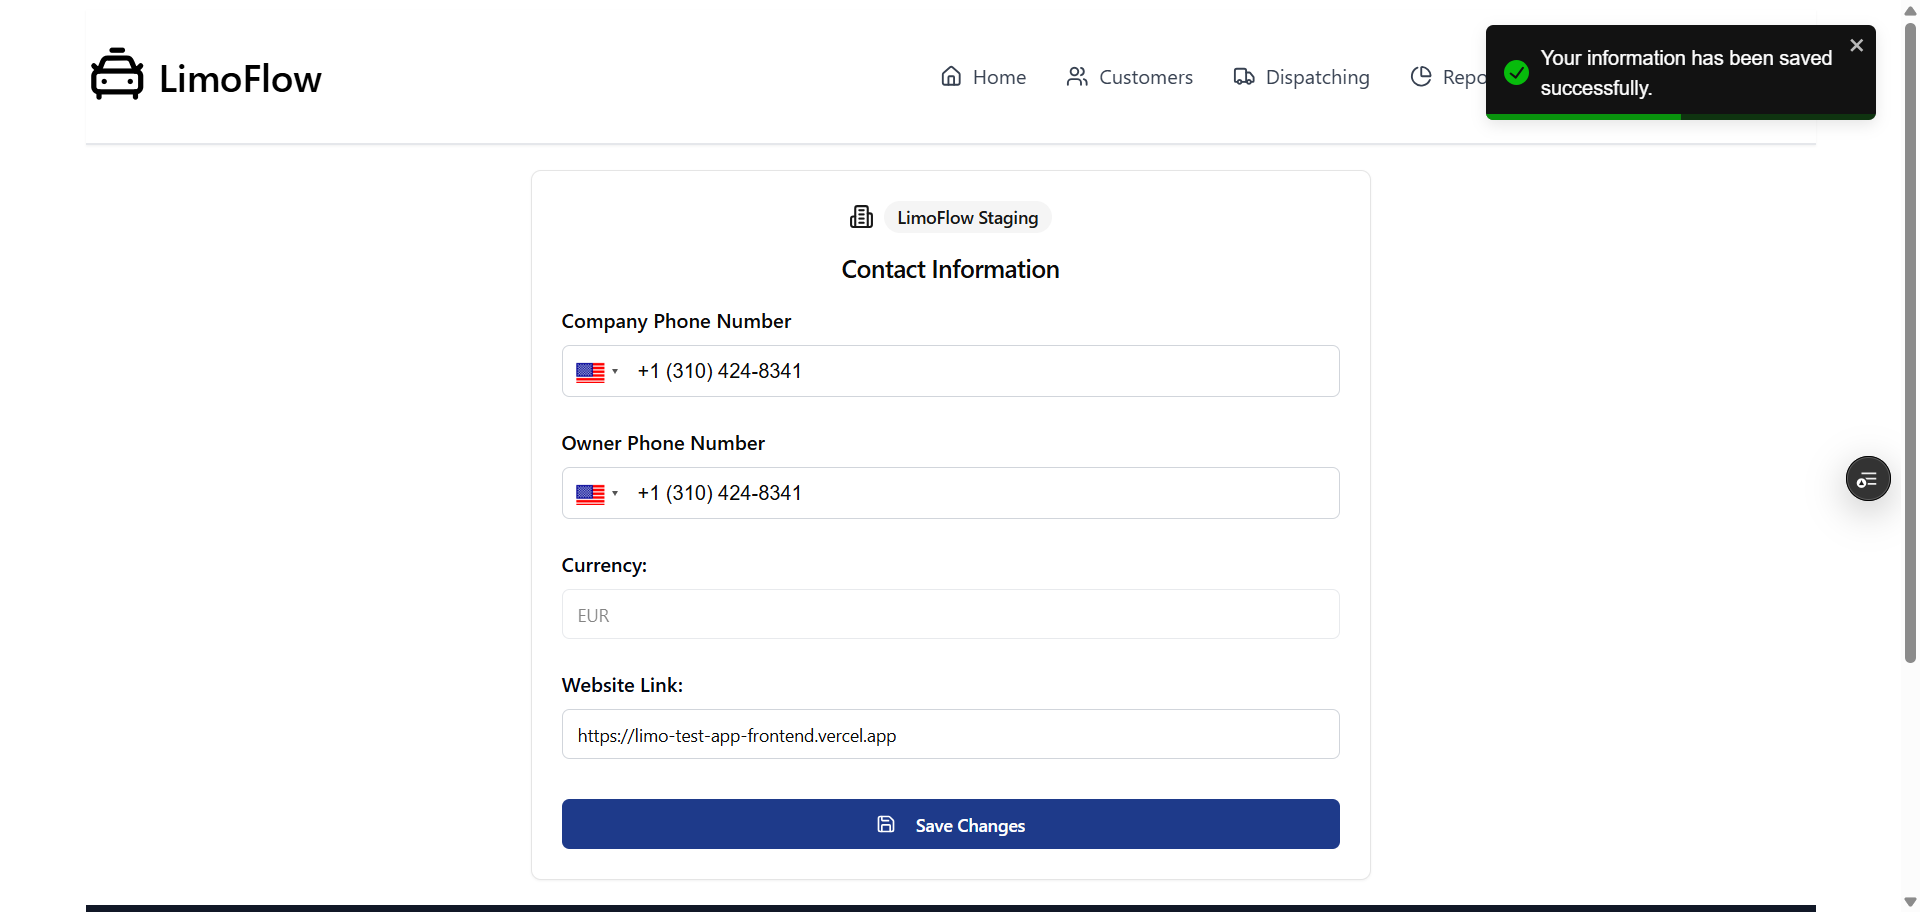 LimoFlow
Home
Customers
Dispatching
Repo
Your information has been saved
successfully.
LimoFlow Staging
Contact Information
Company Phone Number
+1 (310) 424-8341
Owner Phone Number
+1 (310) 424-8341
Currency:
EUR
Website Link:
https://limo-test-app-frontend.vercel.app
Save Changes